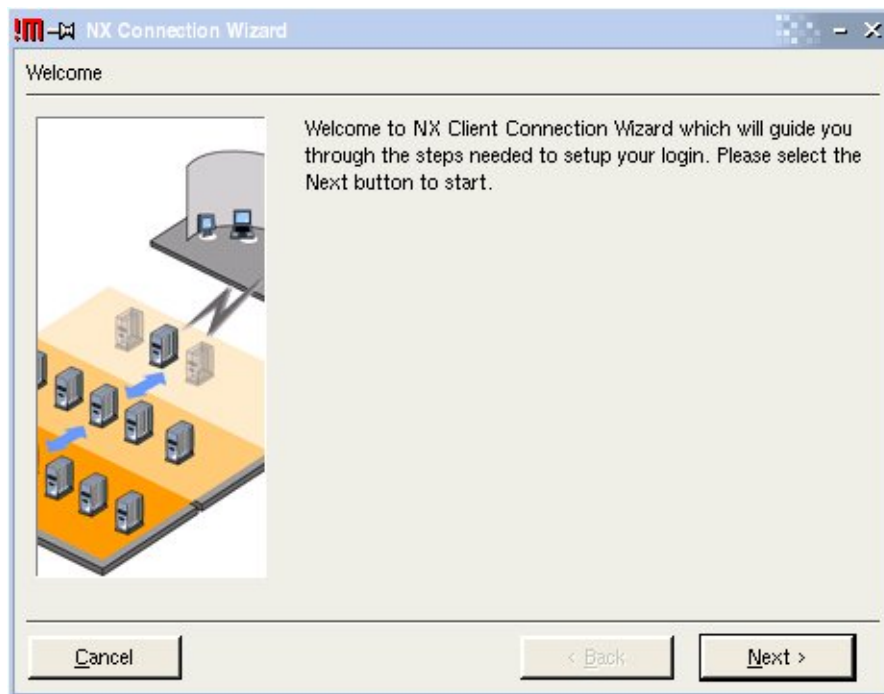 !M NX Connection Wizard
Welcome
Welcome to NX Client Connection Wizard which will guide you
through the steps needed to setup your login. Please select the
Next button to start.
Cancel
< Back
Next >